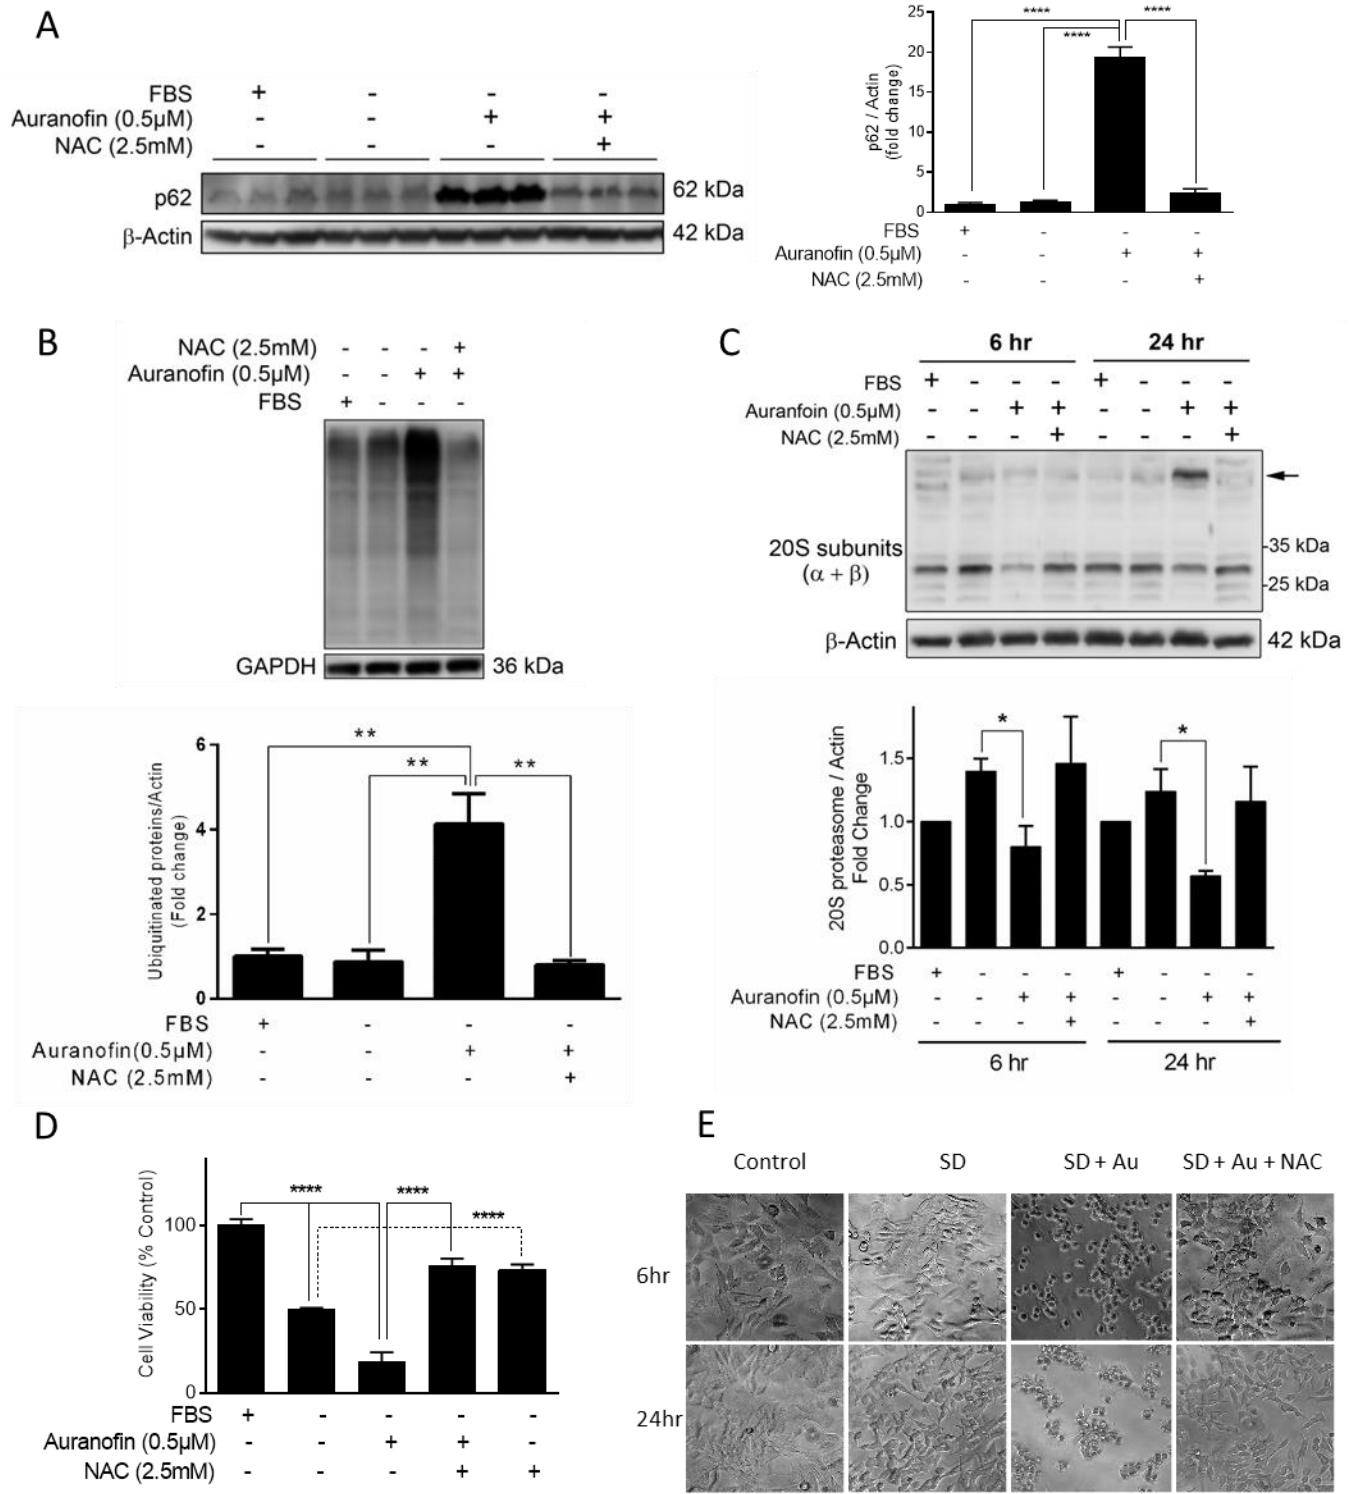 A
FBS + - - -
Auranofin (0.5µM) - - + +
NAC (2.5mM) - - - +
p62 62 kDa
β-Actin 42 kDa
25
20
15
10
5
0
p62 / Actin
(fold change)
**** ****
****
FBS + - - -
Auranofin (0.5µM) - - + +
NAC (2.5mM) - - - +
B
NAC (2.5mM) - - - +
Auranofin (0.5µM) - - + +
FBS + - - -
GAPDH 36 kDa
Ubiquitinated proteins/Actin
(Fold change)
6
4
2
0
**
** **
FBS + - - -
Auranofin(0.5µM) - - + +
NAC (2.5mM) - - - +
C
6 hr 24 hr
FBS + - - - + - - -
Auranfoin (0.5µM) - - + + - - + +
NAC (2.5mM) - - - + - - - +
20S subunits
(α + β)
35 kDa
25 kDa
β-Actin 42 kDa
20S proteasome / Actin
Fold Change
1.5
1.0
0.5
0.0
* *
FBS + - - - + - - -
Auranofin (0.5µM) - - + + - - + +
NAC (2.5mM) - - - + - - - +
6 hr 24 hr
D
Cell Viability (% Control)
100
50
0
**** **** ****
FBS + - - - -
Auranofin (0.5µM) - - + + -
NAC (2.5mM) - - - + +
E
Control SD SD + Au SD + Au + NAC
6hr
24hr